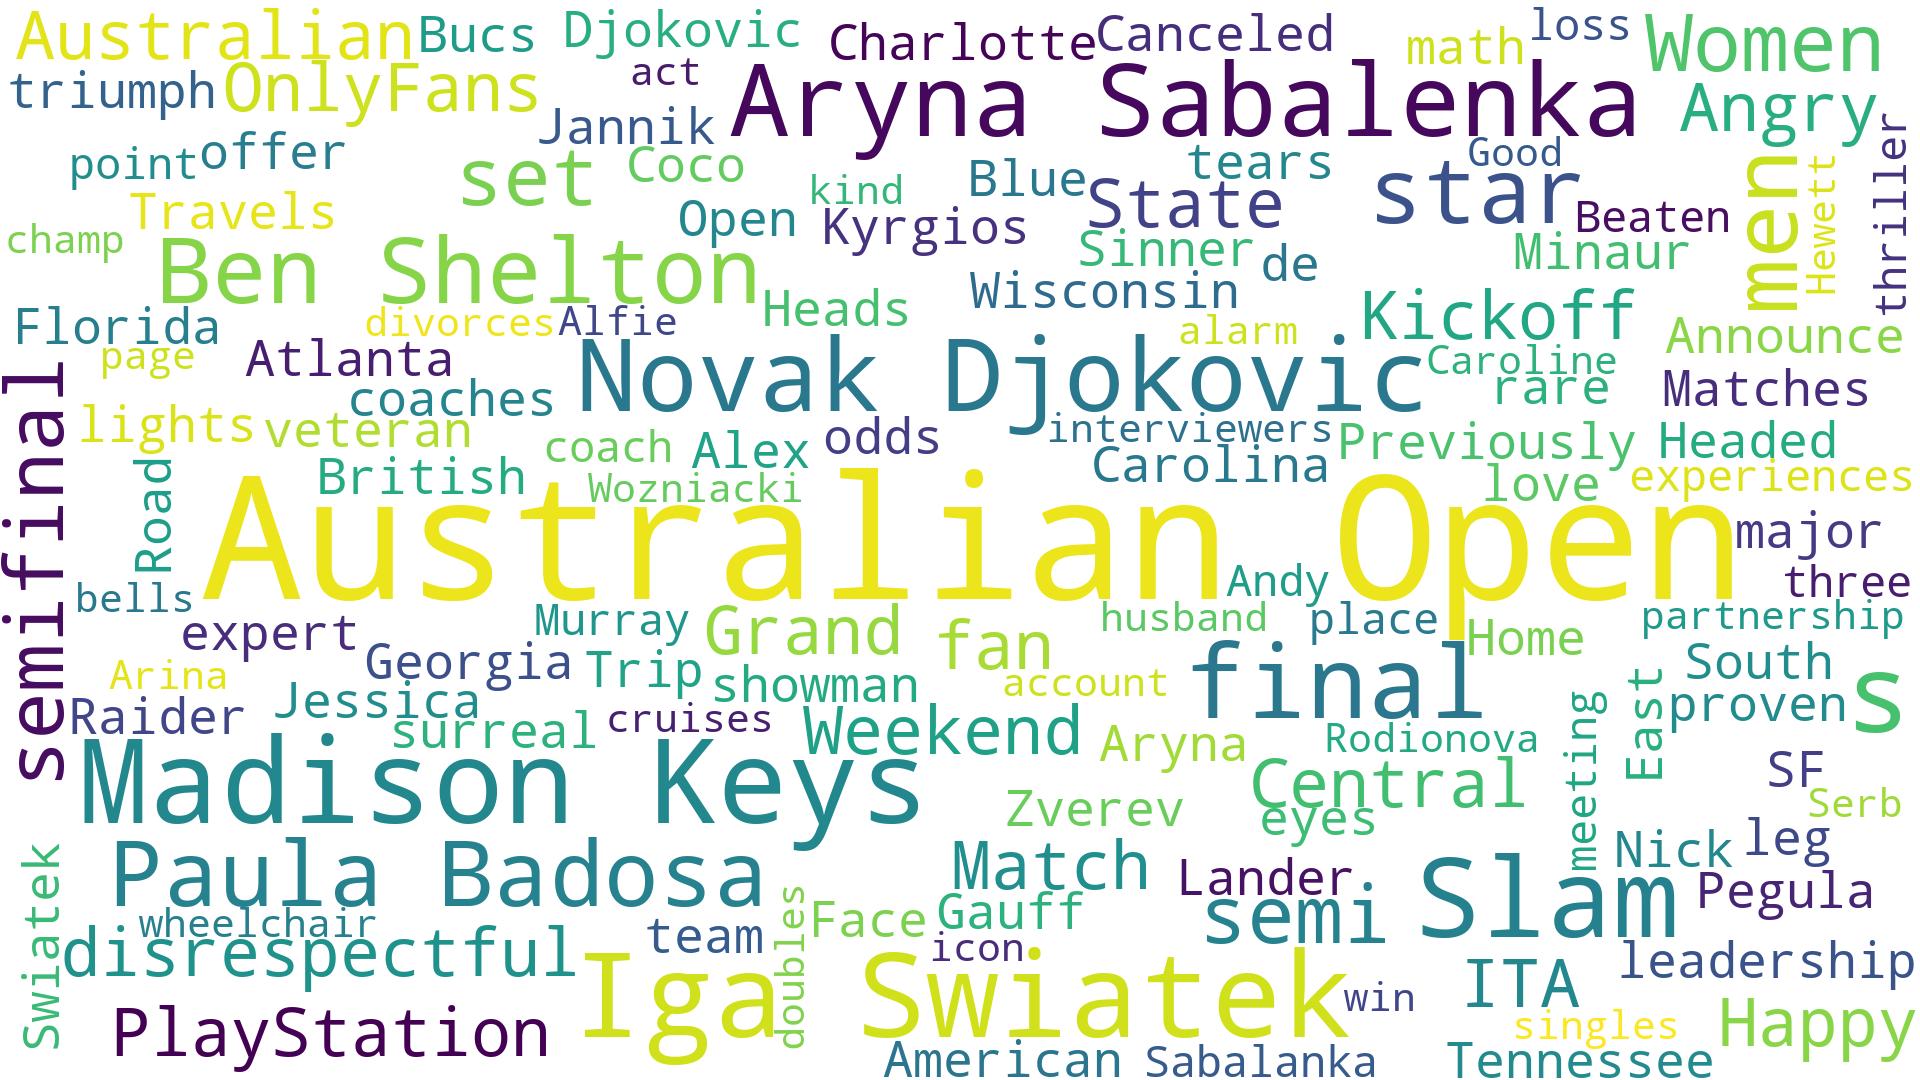 Australian
Bucs
Djokovic
Charlotte
Canceled
math
loss
Women
triumph
OnlyFans
act
Aryna Sabalenka
Angry
Jannik
point
offer
set
Coco
kind
Blue
tears
State
Good
star
men
Hewett
thriller
Travels
Open
Kyrgios
Beaten
champ
Ben Shelton
Sinner
de
Minaur
Wisconsin
Florida
divorces
Alfie
Heads
alarm
Kickoff
Announce
page
Atlanta
Novak Djokovic
Caroline
rare
Matches
semifinal
coaches
lights
veteran
coach
Alex
odds
interviewers
Previously
Headed
Road
British
Wozniacki
Carolina
love
experiences
Australian Open
major
bells
Andy
three
expert
Murray
Grand
fan
husband
place
Home
partnership
Arina
Georgia
Trip
showman
account
final
East
South
Raider
Jessica
surreal
cruises
Weekend
Aryna
Rodionova
meeting
proven
s
Madison Keys
Central
SF
Zverev
eyes
Serb
Swiatek
Paula Badosa
Match
Lander
Nick
leg
wheelchair
doubles
Face
Gauff
semi
Slam
Pegula
disrespectful
team
icon
leadership
Iga Swiatek
win
ITA
PlayStation
singles
Happy
American
Sabalanka
Tennessee